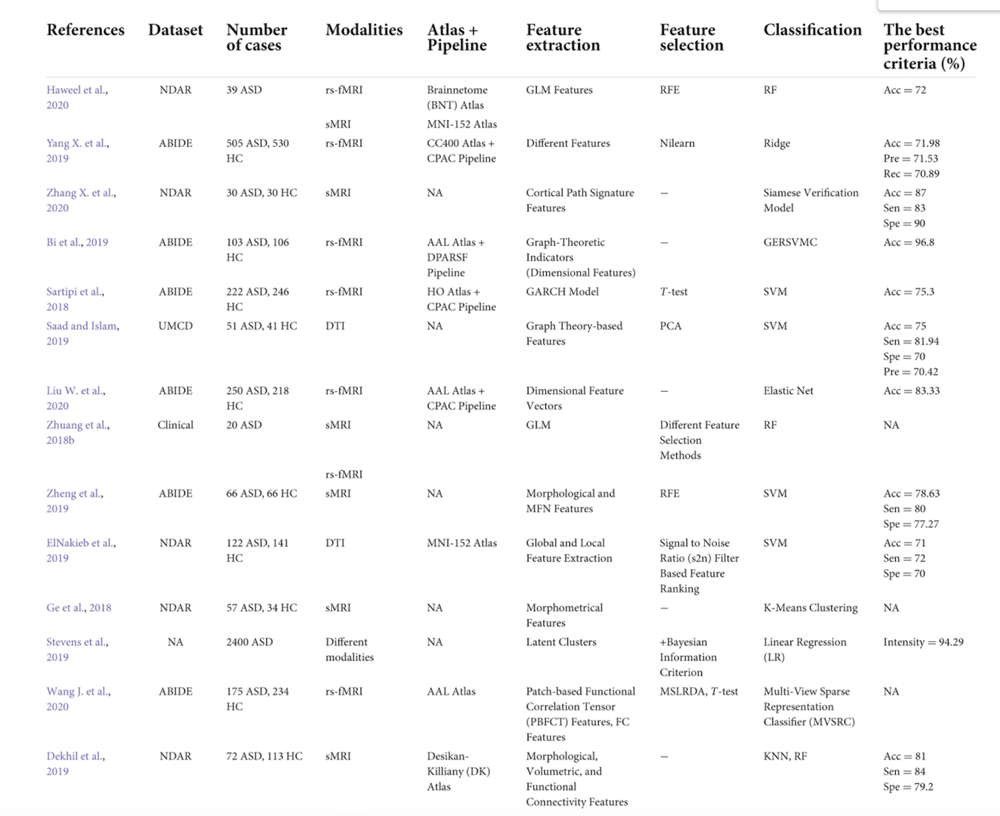 References Dataset Number of cases Modalities Atlas + Pipeline Feature extraction Feature selection Classification The best performance criteria (%)
Haweel et al., NDAR 39 ASD rs-fMRI Brainnetome GLM Features RFE RF Acc = 72
2020 (BNT) Atlas
sMRI MNI-152 Atlas
Yang X. et al., ABIDE 505 ASD, 530 rs-fMRI CC400 Atlas + Different Features Nilearn Ridge Acc = 71.98
2019 HC CPAC Pipeline Pre = 71.53
Rec = 70.89
Zhang X. et al., NDAR 30 ASD, 30 HC sMRI NA Cortical Path Signature — Siamese Verification Acc = 87
2020 Features Model Sen = 83
Spe = 90
Bi et al., 2019 ABIDE 103 ASD, 106 rs-fMRI AAL Atlas + Graph-Theoretic — GERSVMC Acc = 96.8
HC DPARSF Indicators
Pipeline (Dimensional Features)
Sartipi et al., ABIDE 222 ASD, 246 rs-fMRI HO Atlas + GARCH Model T-test SVM Acc = 75.3
2018 HC CPAC Pipeline
Saad and Islam, UMCD 51 ASD, 41 HC DTI NA Graph Theory-based PCA SVM Acc = 75
2019 Features Sen = 81.94
Spe = 70
Pre = 70.42
Liu W. et al., ABIDE 250 ASD, 218 rs-fMRI AAL Atlas + Dimensional Feature — Elastic Net Acc = 83.33
2020 HC CPAC Pipeline Vectors
Zhuang et al., Clinical 20 ASD sMRI NA GLM Different Feature RF NA
2018b Selection
Methods
rs-fMRI
Zheng et al., ABIDE 66 ASD, 66 HC sMRI NA Morphological and RFE SVM Acc = 78.63
2019 MFN Features Sen = 80
Spe = 77.27
ElNakieb et al., NDAR 122 ASD, 141 DTI MNI-152 Atlas Global and Local Signal to Noise SVM Acc = 71
2019 HC Feature Extraction Ratio (s2n) Filter Sen = 72
Based Feature Spe = 70
Ranking
Ge et al., 2018 NDAR 57 ASD, 34 HC sMRI NA Morphometrical — K-Means Clustering NA
Features
Stevens et al., NA 2400 ASD Different NA Latent Clusters +Bayesian Linear Regression Intensity = 94.29
2019 modalities Information (LR)
Criterion
Wang J. et al., ABIDE 175 ASD, 234 rs-fMRI AAL Atlas Patch-based Functional MSLRDA, T-test Multi-View Sparse NA
2020 HC Correlation Tensor Representation
(PBFCT) Features, FC Classifier (MVSRC)
Features
Dekhil et al., NDAR 72 ASD, 113 HC sMRI Desikan- Morphological, — KNN, RF Acc = 81
2019 Killiany (DK) Volumetric, and Sen = 84
Atlas Functional Spe = 79.2
Connectivity Features